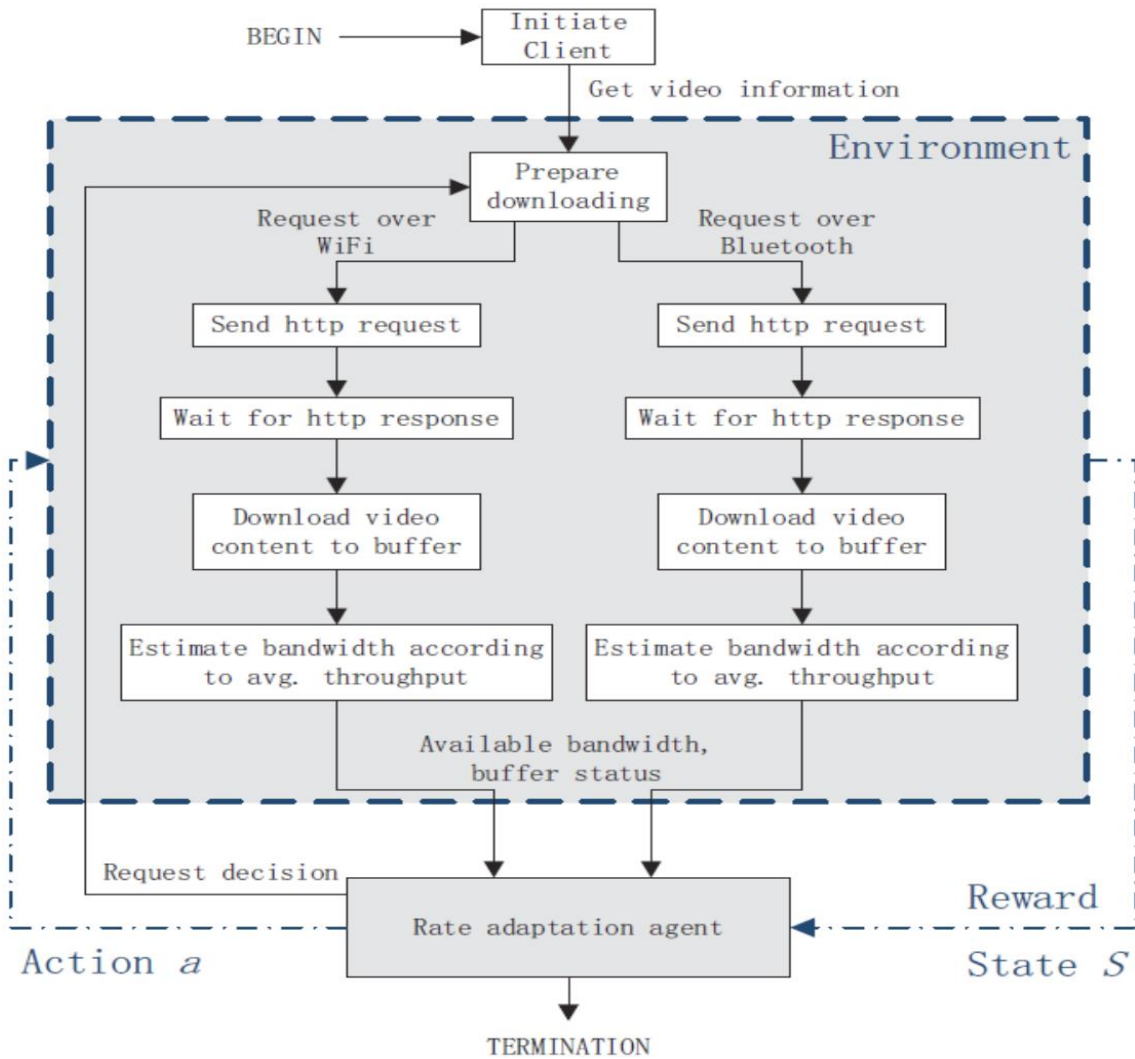 BEGIN
Initiate
Client
Get video information
Environment
Prepare
downloading
Request over
WiFi
Request over
Bluetooth
Send http request
Send http request
Wait for http response
Wait for http response
Download video
content to buffer
Download video
content to buffer
Estimate bandwidth according
to avg. throughput
Estimate bandwidth according
to avg. throughput
Available bandwidth,
buffer status
Request decision
Rate adaptation agent
Reward
Action a
State S
TERMINATION